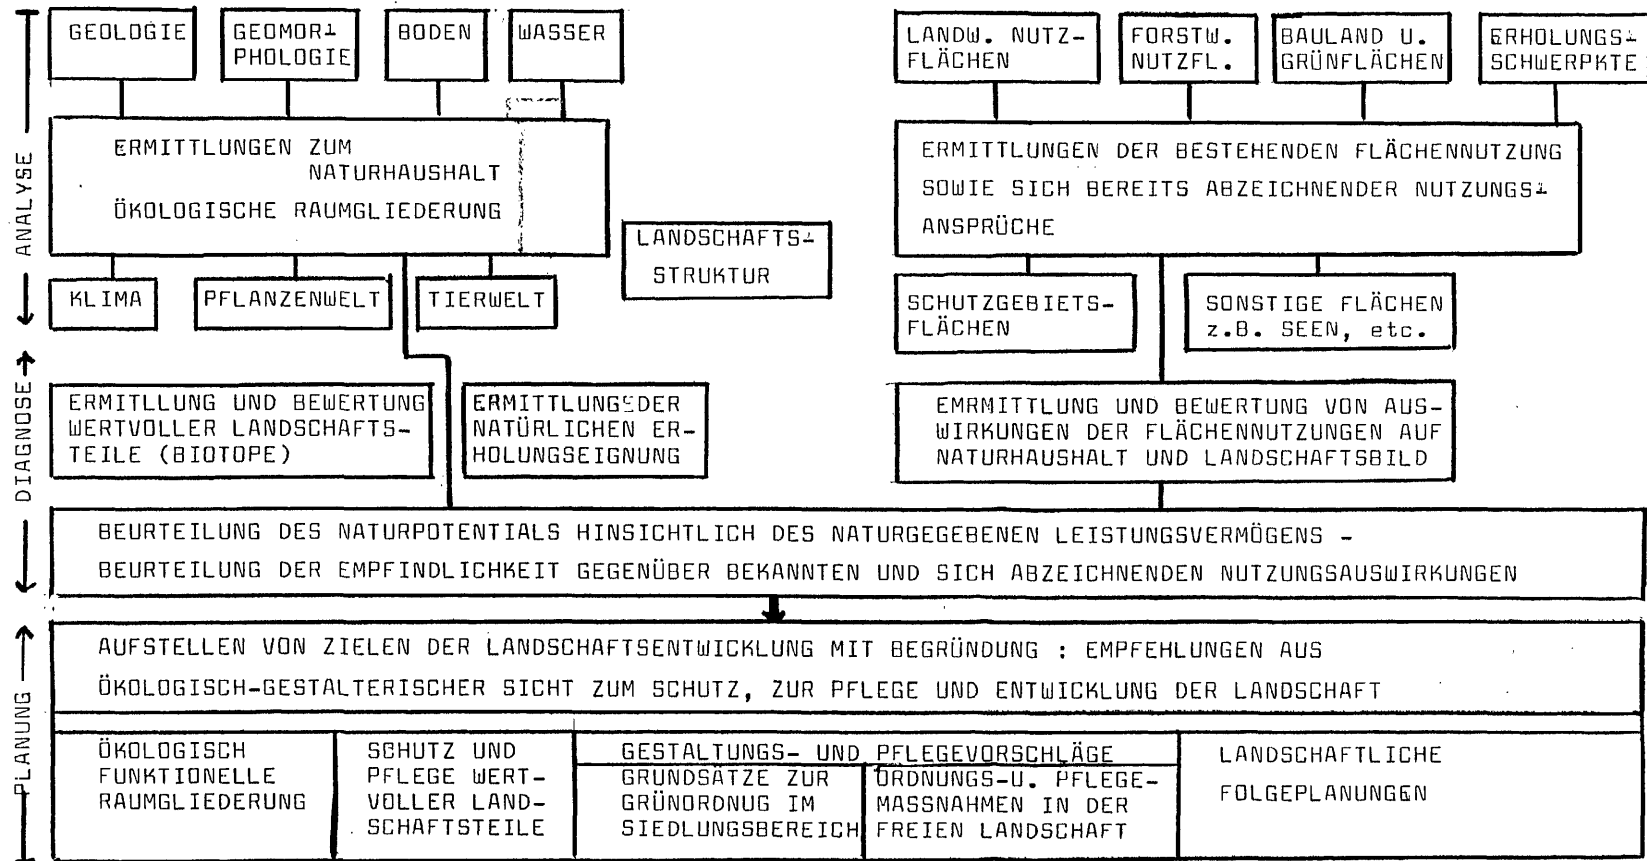 GEOLOGIE
GEOMOR-
PHOLOGIE
BODEN
WASSER
LANDW. NUTZ-
FLÄCHEN
FORSTW.
NUTZFL.
BAULAND U.
GRÜNFLÄCHEN
ERHOLUNGS-
SCHWERPKTE
ANALYSE
ERMITTLUNGEN ZUM
NATURHAUSHALT
ÖKOLOGISCHE RAUMGLIEDERUNG
LANDSCHAFTS-
STRUKTUR
ERMITTLUNGEN DER BESTEHENDEN FLÄCHENNUTZUNG
SOWIE SICH BEREITS ABZEICHNENDER NUTZUNGS-
ANSPRÜCHE
KLIMA
PFLANZENWELT
TIERWELT
SCHUTZGEBIETS-
FLÄCHEN
SONSTIGE FLÄCHEN
z.B. SEEN, etc.
DIAGNOSE
ERMITLLUNG UND BEWERTUNG
WERTVOLLER LANDSCHAFTS-
TEILE (BIOTOPE)
ERMITTLUNG DER
NATÜRLICHEN ER-
HOLUNGSEIGNUNG
EMRMITTLUNG UND BEWERTUNG VON AUS-
WIRKUNGEN DER FLÄCHENNUTZUNGEN AUF
NATURHAUSHALT UND LANDSCHAFTSBILD
BEURTEILUNG DES NATURPOTENTIALS HINSICHTLICH DES NATURGEGEBENEN LEISTUNGSVERMÖGENS -
BEURTEILUNG DER EMPFINDLICHKEIT GEGENÜBER BEKANNTEN UND SICH ABZEICHNENDEN NUTZUNGSAUSWIRKUNGEN
PLANUNG
AUFSTELLEN VON ZIELEN DER LANDSCHAFTSENTWICKLUNG MIT BEGRÜNDUNG : EMPFEHLUNGEN AUS
ÖKOLOGISCH-GESTALTERISCHER SICHT ZUM SCHUTZ, ZUR PFLEGE UND ENTWICKLUNG DER LANDSCHAFT
ÖKOLOGISCH
FUNKTIONELLE
RAUMGLIEDERUNG
SCHUTZ UND
PFLEGE WERT-
VOLLER LAND-
SCHAFTSTEILE
GESTALTUNGS- UND PFLEGEVORSCHLÄGE
GRUNDSÄTZE ZUR
GRÜNORDNUG IM
SIEDLUNGSBEREICH
ORDNUNGS-U. PFLEGE-
MASSNAHMEN IN DER
FREIEN LANDSCHAFT
LANDSCHAFTLICHE
FOLGEPLANUNGEN